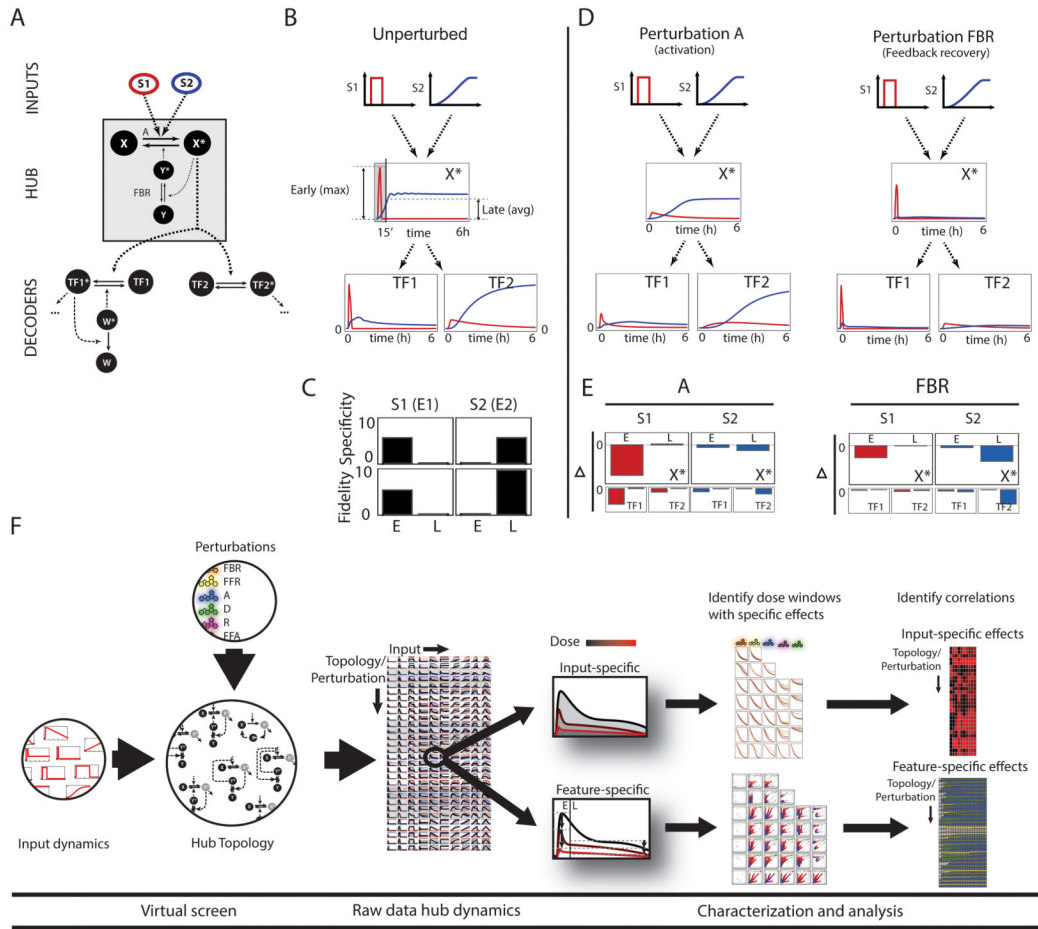 A
INPUTS
S1
S2
HUB
X
A
X*
Y*
FBR
Y
DECODERS
TF1*
TF1
TF2
TF2*
...
...
W*
W
B
Unperturbed
S1
S2
X*
Early (max)
Late (avg)
15′
time
6h
TF1
TF2
0
0
0
time (h)
6
0
time (h)
6
C
S1 (E1)
S2 (E2)
Specificity
10
0
Fidelity
10
0
E
L
E
L
D
Perturbation A
(activation)
S1
S2
X*
0
time (h)
6
TF1
TF2
0
0
time (h)
6
0
time (h)
6
Perturbation FBR
(Feedback recovery)
S1
S2
X*
0
time (h)
6
TF1
TF2
0
0
time (h)
6
0
time (h)
6
E
A
S1
S2
0
E
L
E
L
X*
X*
Δ
0
TF1
TF2
TF1
TF2
FBR
S1
S2
0
E
L
E
L
X*
X*
Δ
0
TF1
TF2
TF1
TF2
F
Perturbations
FBR
FFR
A
D
R
FFA
Input dynamics
Hub Topology
Input
Topology/
Perturbation
Dose
Input-specific
Feature-specific
E
L
Identify dose windows
with specific effects
Identify correlations
Input-specific effects
Topology/
Perturbation
Feature-specific effects
Topology/
Perturbation
Virtual screen
Raw data hub dynamics
Characterization and analysis